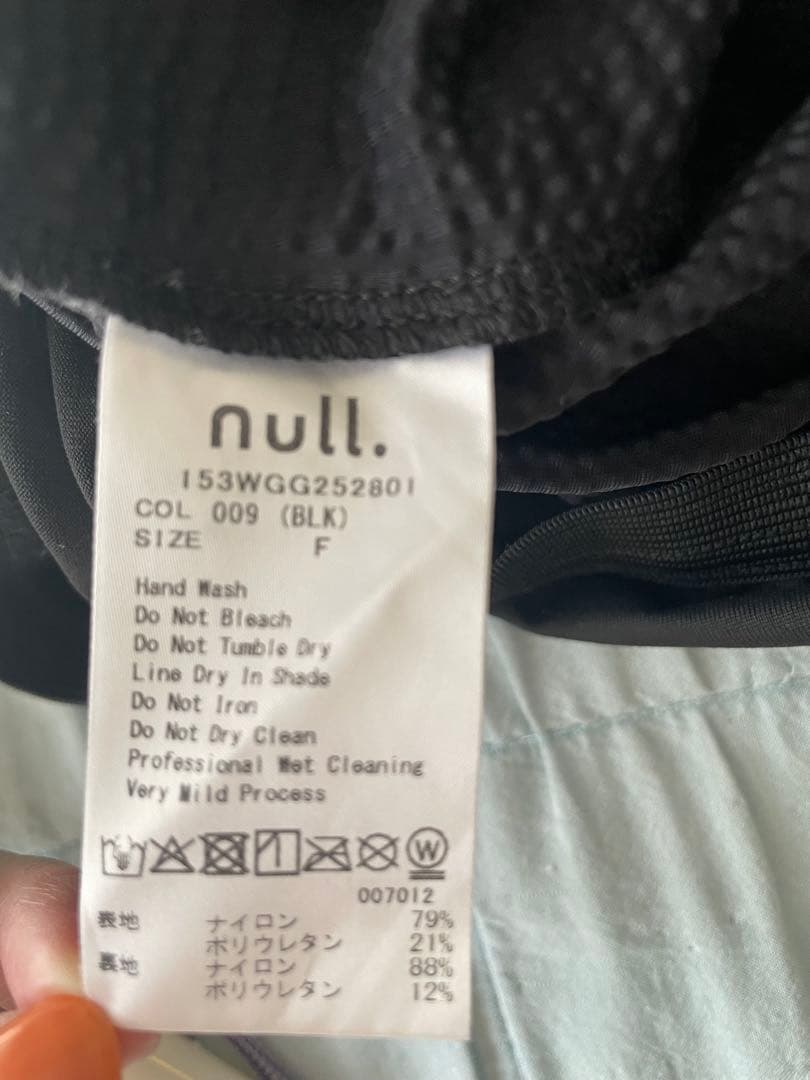 null.
153WGG252801
COL 009 (BLK)
SIZE F
Hand Wash
Do Not Bleach
Do Not Tumble Dry
Line Dry In Shade
Do Not Iron
Do Not Dry Clean
Professional Wet Cleaning
Very Mild Process
W
007012
表地 ナイロン 79%
ポリウレタン 21%
裏地 ナイロン 88%
ポリウレタン 12%